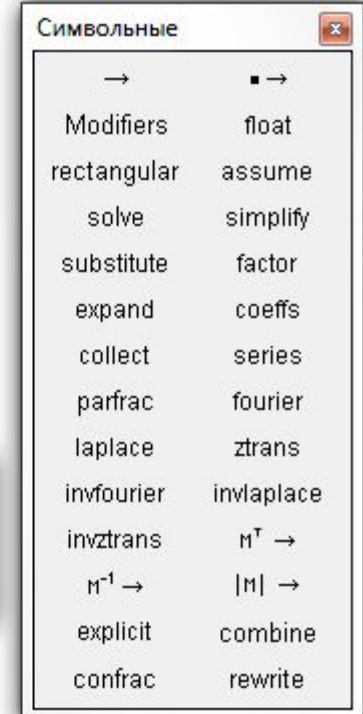 Символьные
→ ▪ →
Modifiers float
rectangular assume
solve simplify
substitute factor
expand coeffs
collect series
parfrac fourier
laplace ztrans
invfourier invlaplace
invztrans Mᵀ →
M⁻¹ → |M| →
explicit combine
confrac rewrite